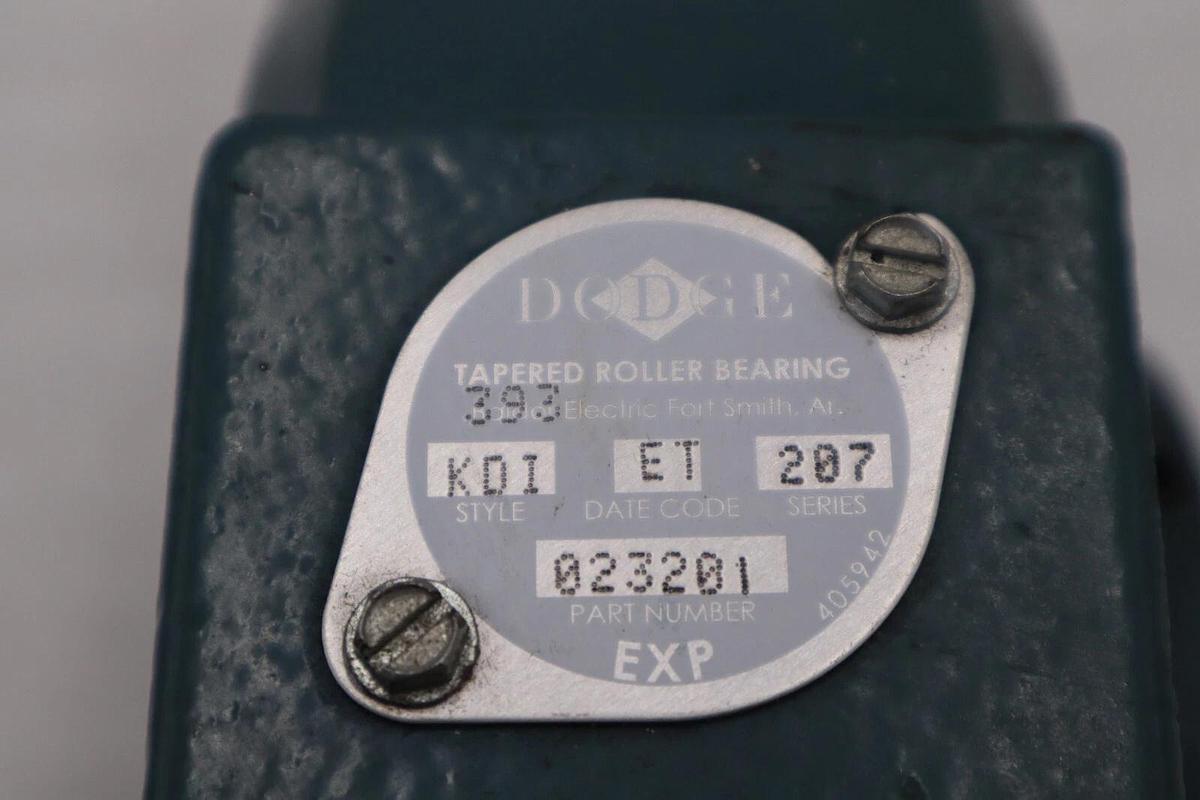 DODGE
TAPERED ROLLER BEARING
393
Baldor Electric Fort Smith, Ar.
KDI ET 207
STYLE DATE CODE SERIES
023201
PART NUMBER
405942
EXP